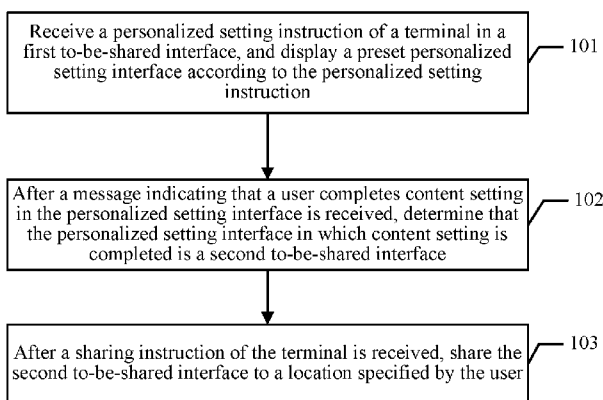 Receive a personalized setting instruction of a terminal in a
first to-be-shared interface, and display a preset personalized
setting interface according to the personalized setting
instruction
101
After a message indicating that a user completes content setting
in the personalized setting interface is received, determine that
the personalized setting interface in which content setting is
completed is a second to-be-shared interface
102
After a sharing instruction of the terminal is received, share the
second to-be-shared interface to a location specified by the user
103